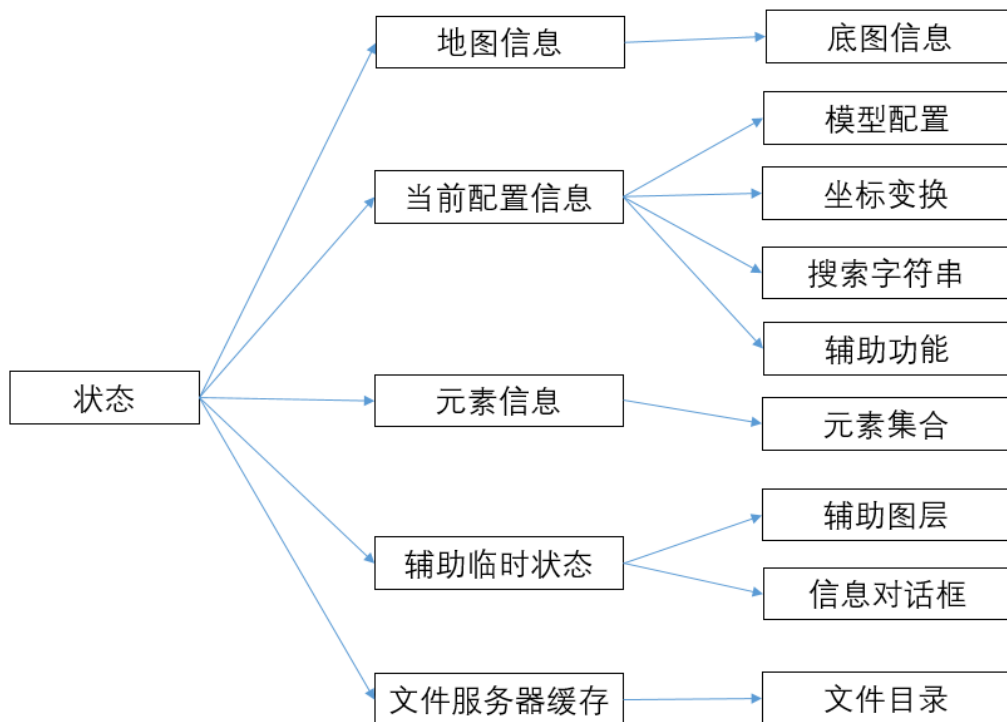 地图信息
底图信息
模型配置
当前配置信息
坐标变换
搜索字符串
辅助功能
状态
元素信息
元素集合
辅助图层
辅助临时状态
信息对话框
文件服务器缓存
文件目录